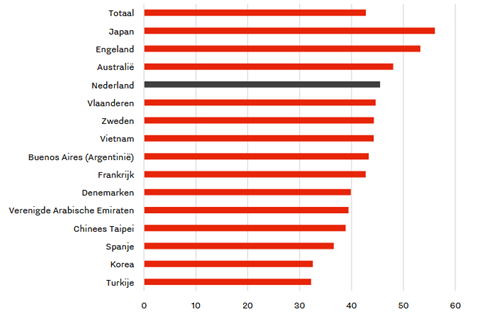 Totaal
Japan
Engeland
Australië
Nederland
Vlaanderen
Zweden
Vietnam
Buenos Aires (Argentinië)
Frankrijk
Denemarken
Verenigde Arabische Emiraten
Chinees Taipei
Spanje
Korea
Turkije
0 10 20 30 40 50 60